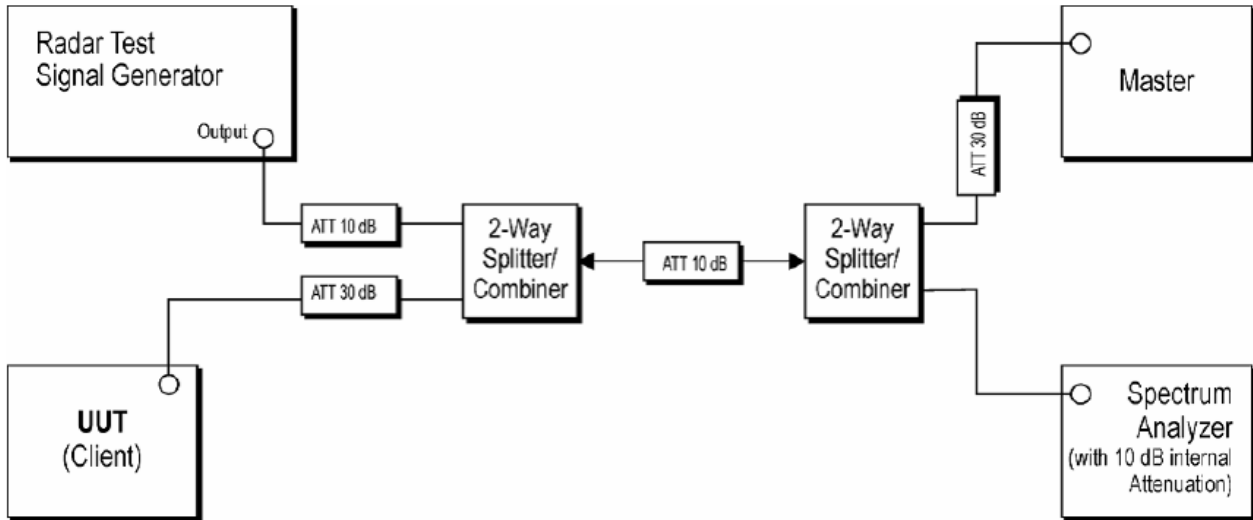 Radar Test
Signal Generator
Output
ATT 10 dB
ATT 30 dB
UUT
(Client)
2-Way
Splitter/
Combiner
ATT 10 dB
2-Way
Splitter/
Combiner
ATT 30 dB
Master
Spectrum
Analyzer
(with 10 dB internal
Attenuation)